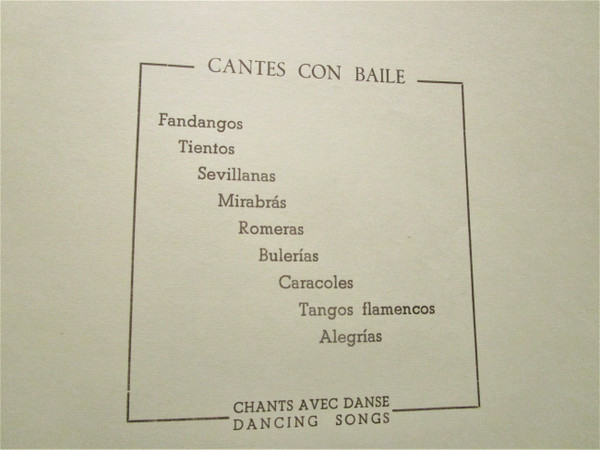 CANTES CON BAILE
Fandangos
Tientos
Sevillanas
Mirabrás
Romeras
Bulerías
Caracoles
Tangos flamencos
Alegrías
CHANTS AVEC DANSE
DANCING SONGS